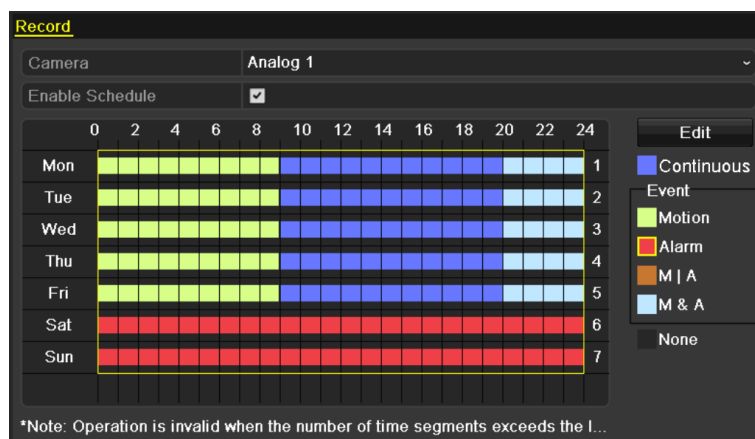 Record
Camera Analog 1
Enable Schedule
0 2 4 6 8 10 12 14 16 18 20 22 24
Edit
Mon 1
Continuous
Tue 2
Event
Motion
Wed 3
Alarm
Thu 4
M | A
Fri 5
M & A
Sat 6
None
Sun 7
*Note: Operation is invalid when the number of time segments exceeds the l...